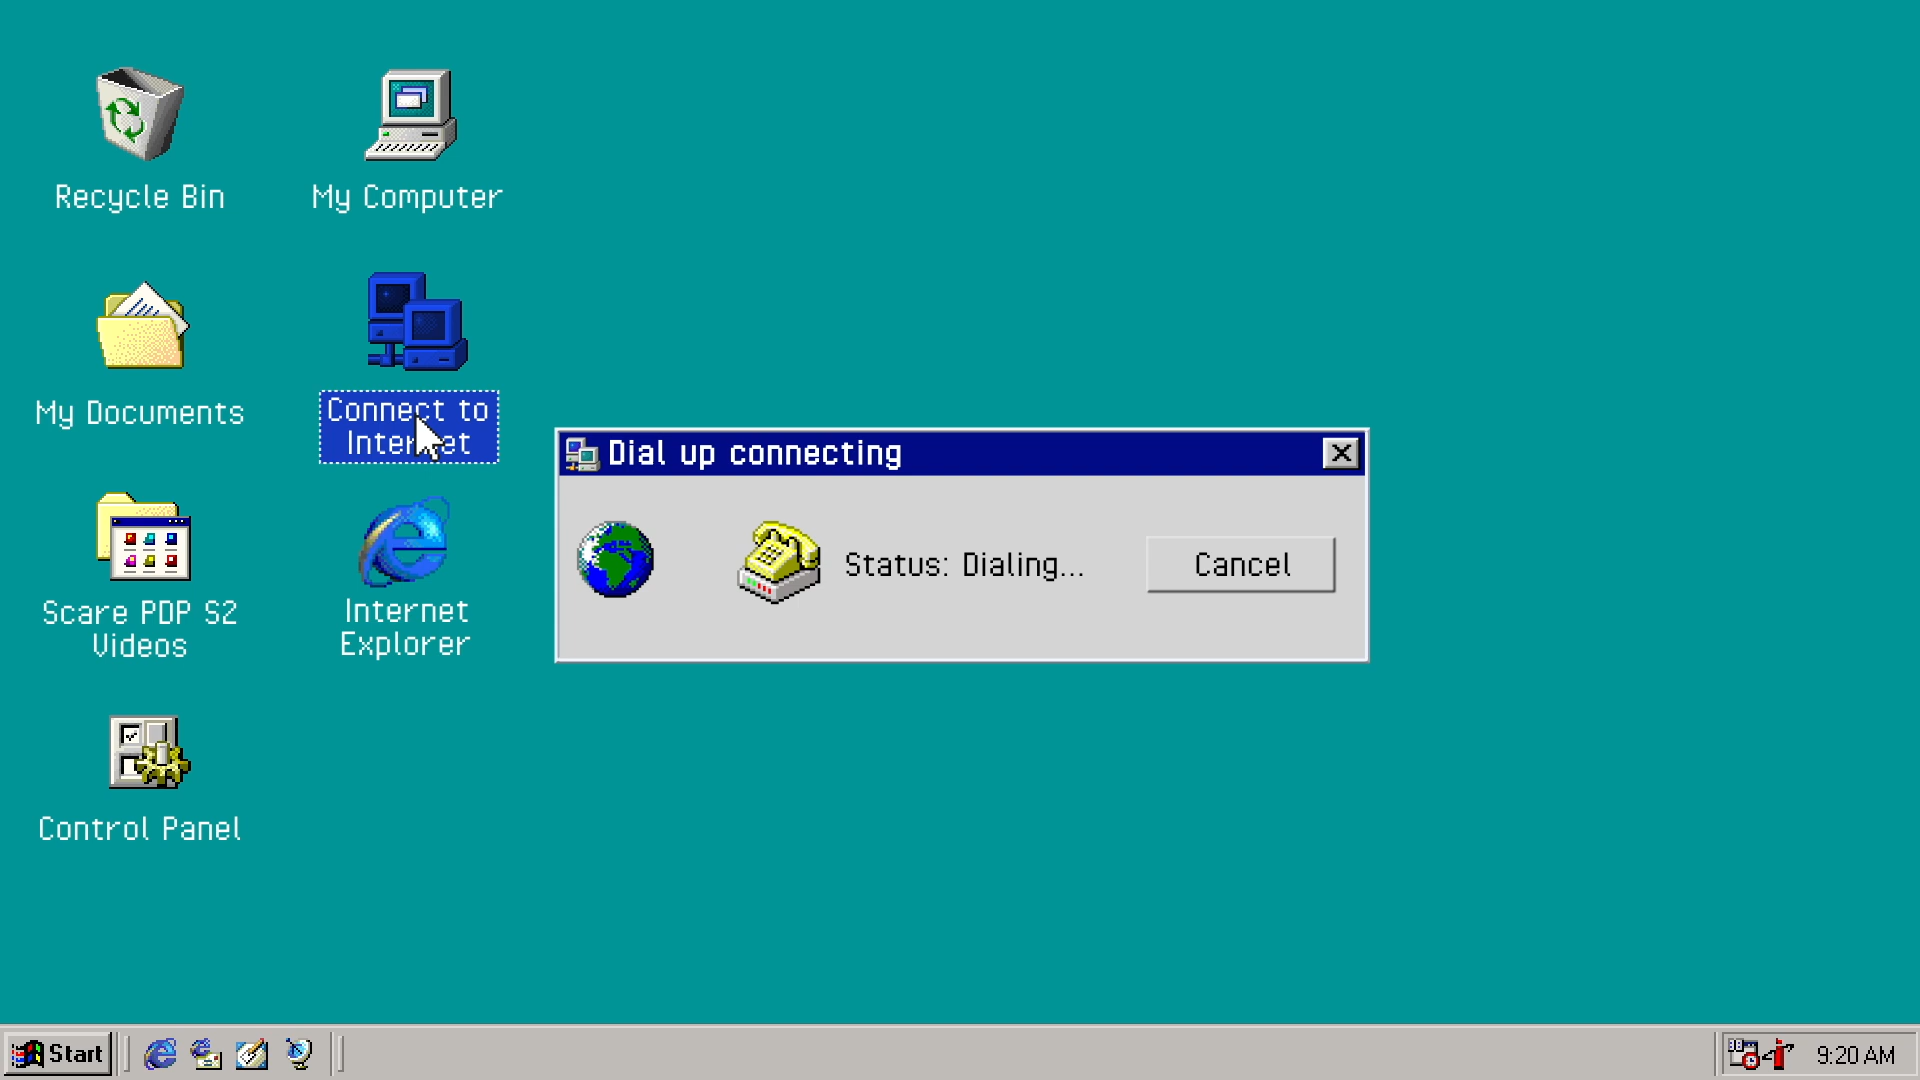 Recycle Bin
My Computer
My Documents
Connect to
Internet
Dial up connecting
Status: Dialing...
Cancel
Scare PDP S2
Videos
Internet
Explorer
Control Panel
Start
9:20 AM